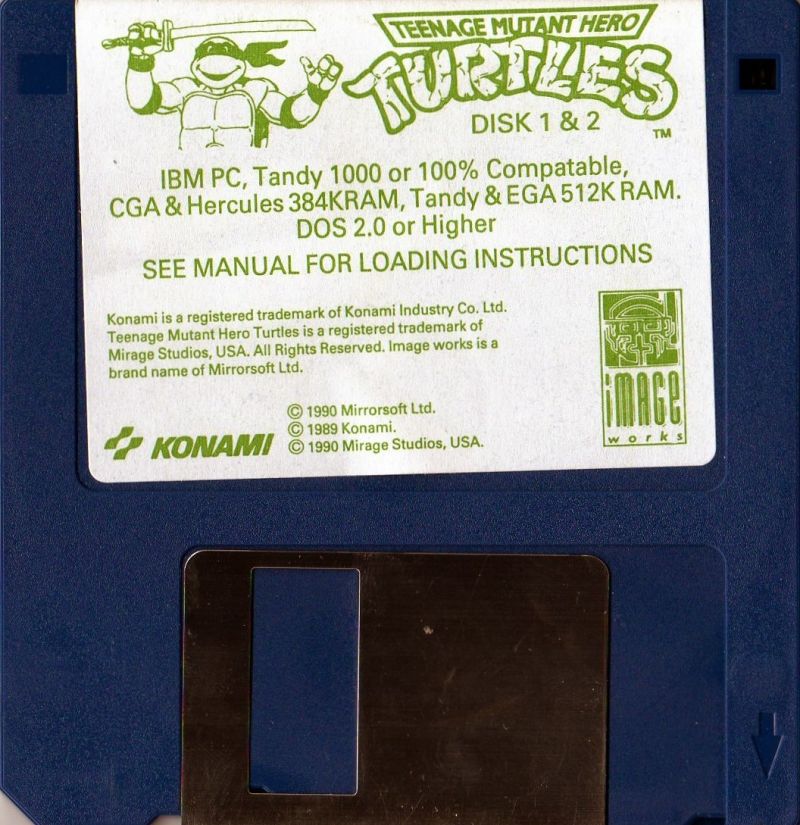 TEENAGE MUTANT HERO
TURTLES
DISK 1 & 2
TM
IBM PC, Tandy 1000 or 100% Compatable,
CGA & Hercules 384KRAM, Tandy & EGA 512K RAM.
DOS 2.0 or Higher
SEE MANUAL FOR LOADING INSTRUCTIONS
Konami is a registered trademark of Konami Industry Co. Ltd.
Teenage Mutant Hero Turtles is a registered trademark of
Mirage Studios, USA. All Rights Reserved. Image works is a
brand name of Mirrorsoft Ltd.
© 1990 Mirrorsoft Ltd.
© 1989 Konami.
© 1990 Mirage Studios, USA.
KONAMI
iMAGE
works